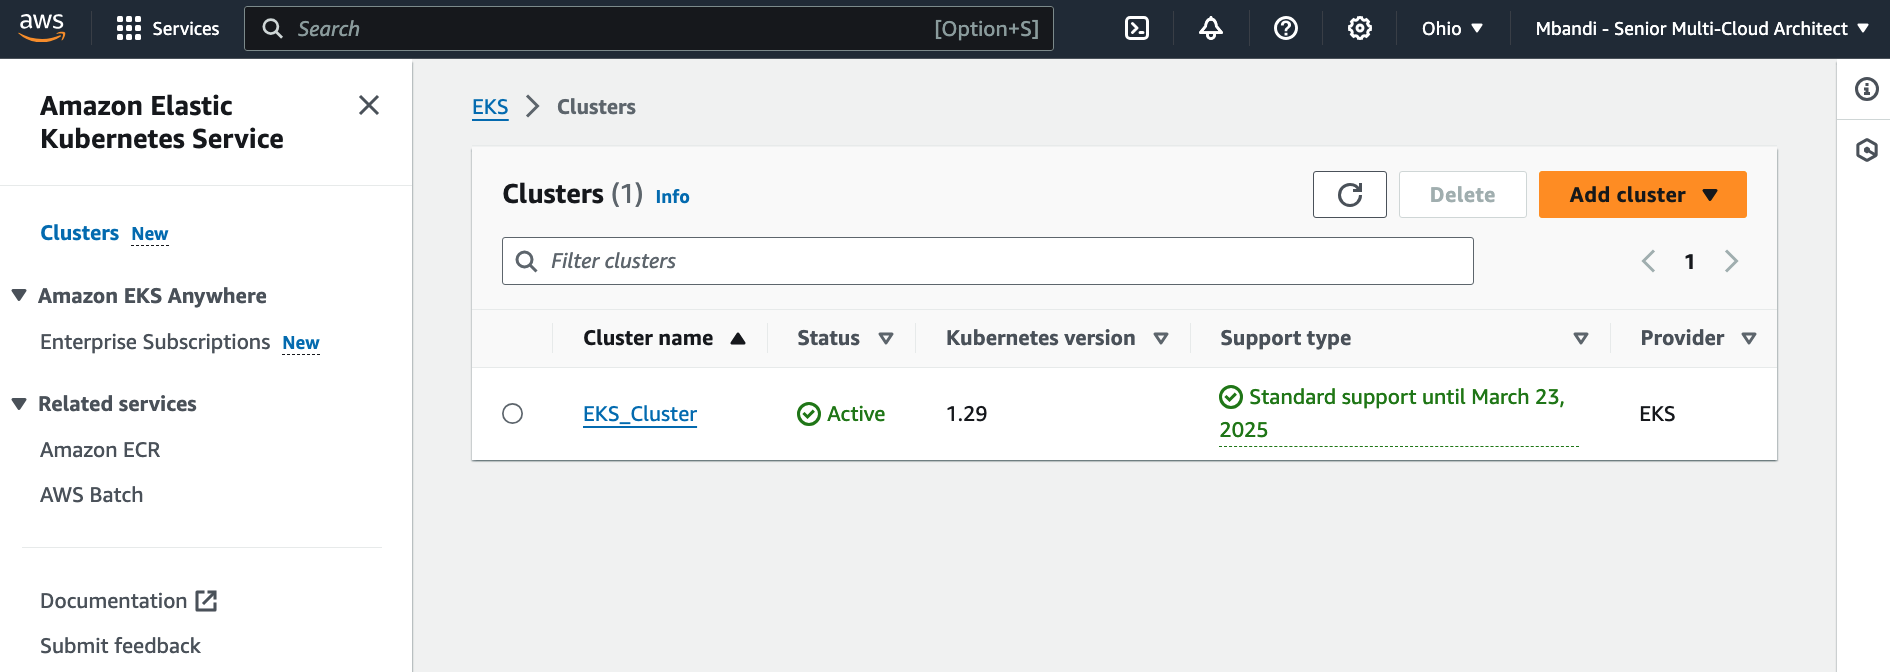 aws
Services
Search [Option+S]
Ohio
Mbandi - Senior Multi-Cloud Architect
Amazon Elastic
Kubernetes Service
Clusters New
Amazon EKS Anywhere
Enterprise Subscriptions New
Related services
Amazon ECR
AWS Batch
Documentation
Submit feedback
EKS > Clusters
Clusters (1) Info
Delete
Add cluster
Filter clusters
1
Cluster name Status Kubernetes version Support type Provider
EKS_Cluster Active 1.29 Standard support until March 23,
2025 EKS